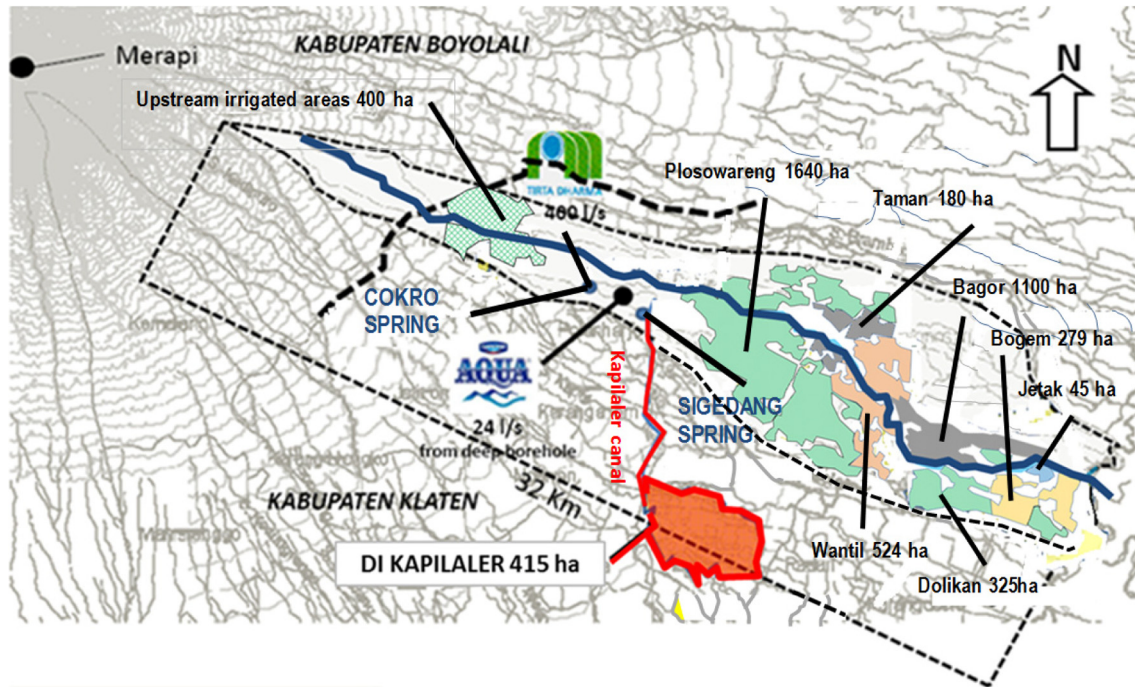 Merapi
KABUPATEN BOYOLALI
N
Upstream irrigated areas 400 ha
TIRTA DHARMA
400 l/s
Plosowareng 1640 ha
Taman 180 ha
Bagor 1100 ha
Bogem 279 ha
Jetak 45 ha
COKRO
SPRING
AQUA
24 l/s
from deep borehole
Kapilaler canal
SIGEDANG
SPRING
KABUPATEN KLATEN
32 Km
DI KAPILALER 415 ha
Wantil 524 ha
Dolikan 325ha